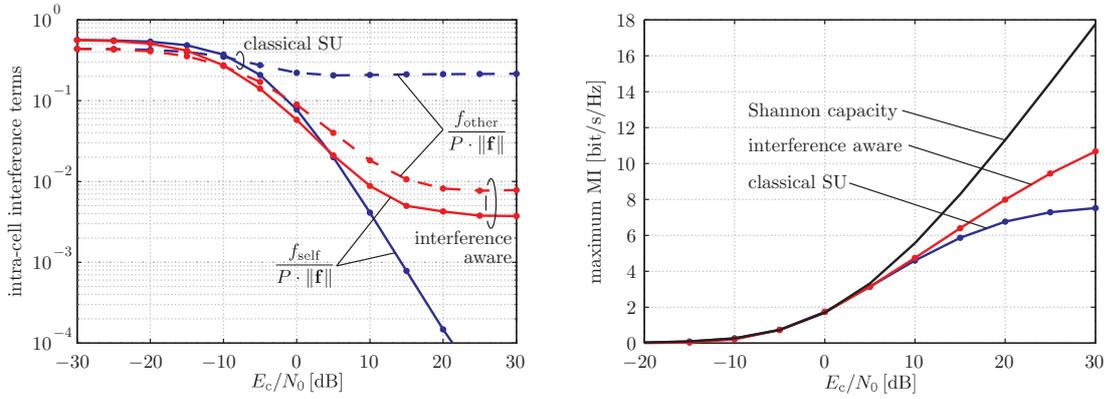 intra-cell interference terms
10^0
10^−1
10^−2
10^−3
10^−4
classical SU
f_other
P · ‖f‖
f_self
P · ‖f‖
interference
aware
−30 −20 −10 0 10 20 30
E_c/N_0 [dB]
maximum MI [bit/s/Hz]
18
16
14
12
10
8
6
4
2
0
Shannon capacity
interference aware
classical SU
−20 −10 0 10 20 30
E_c/N_0 [dB]